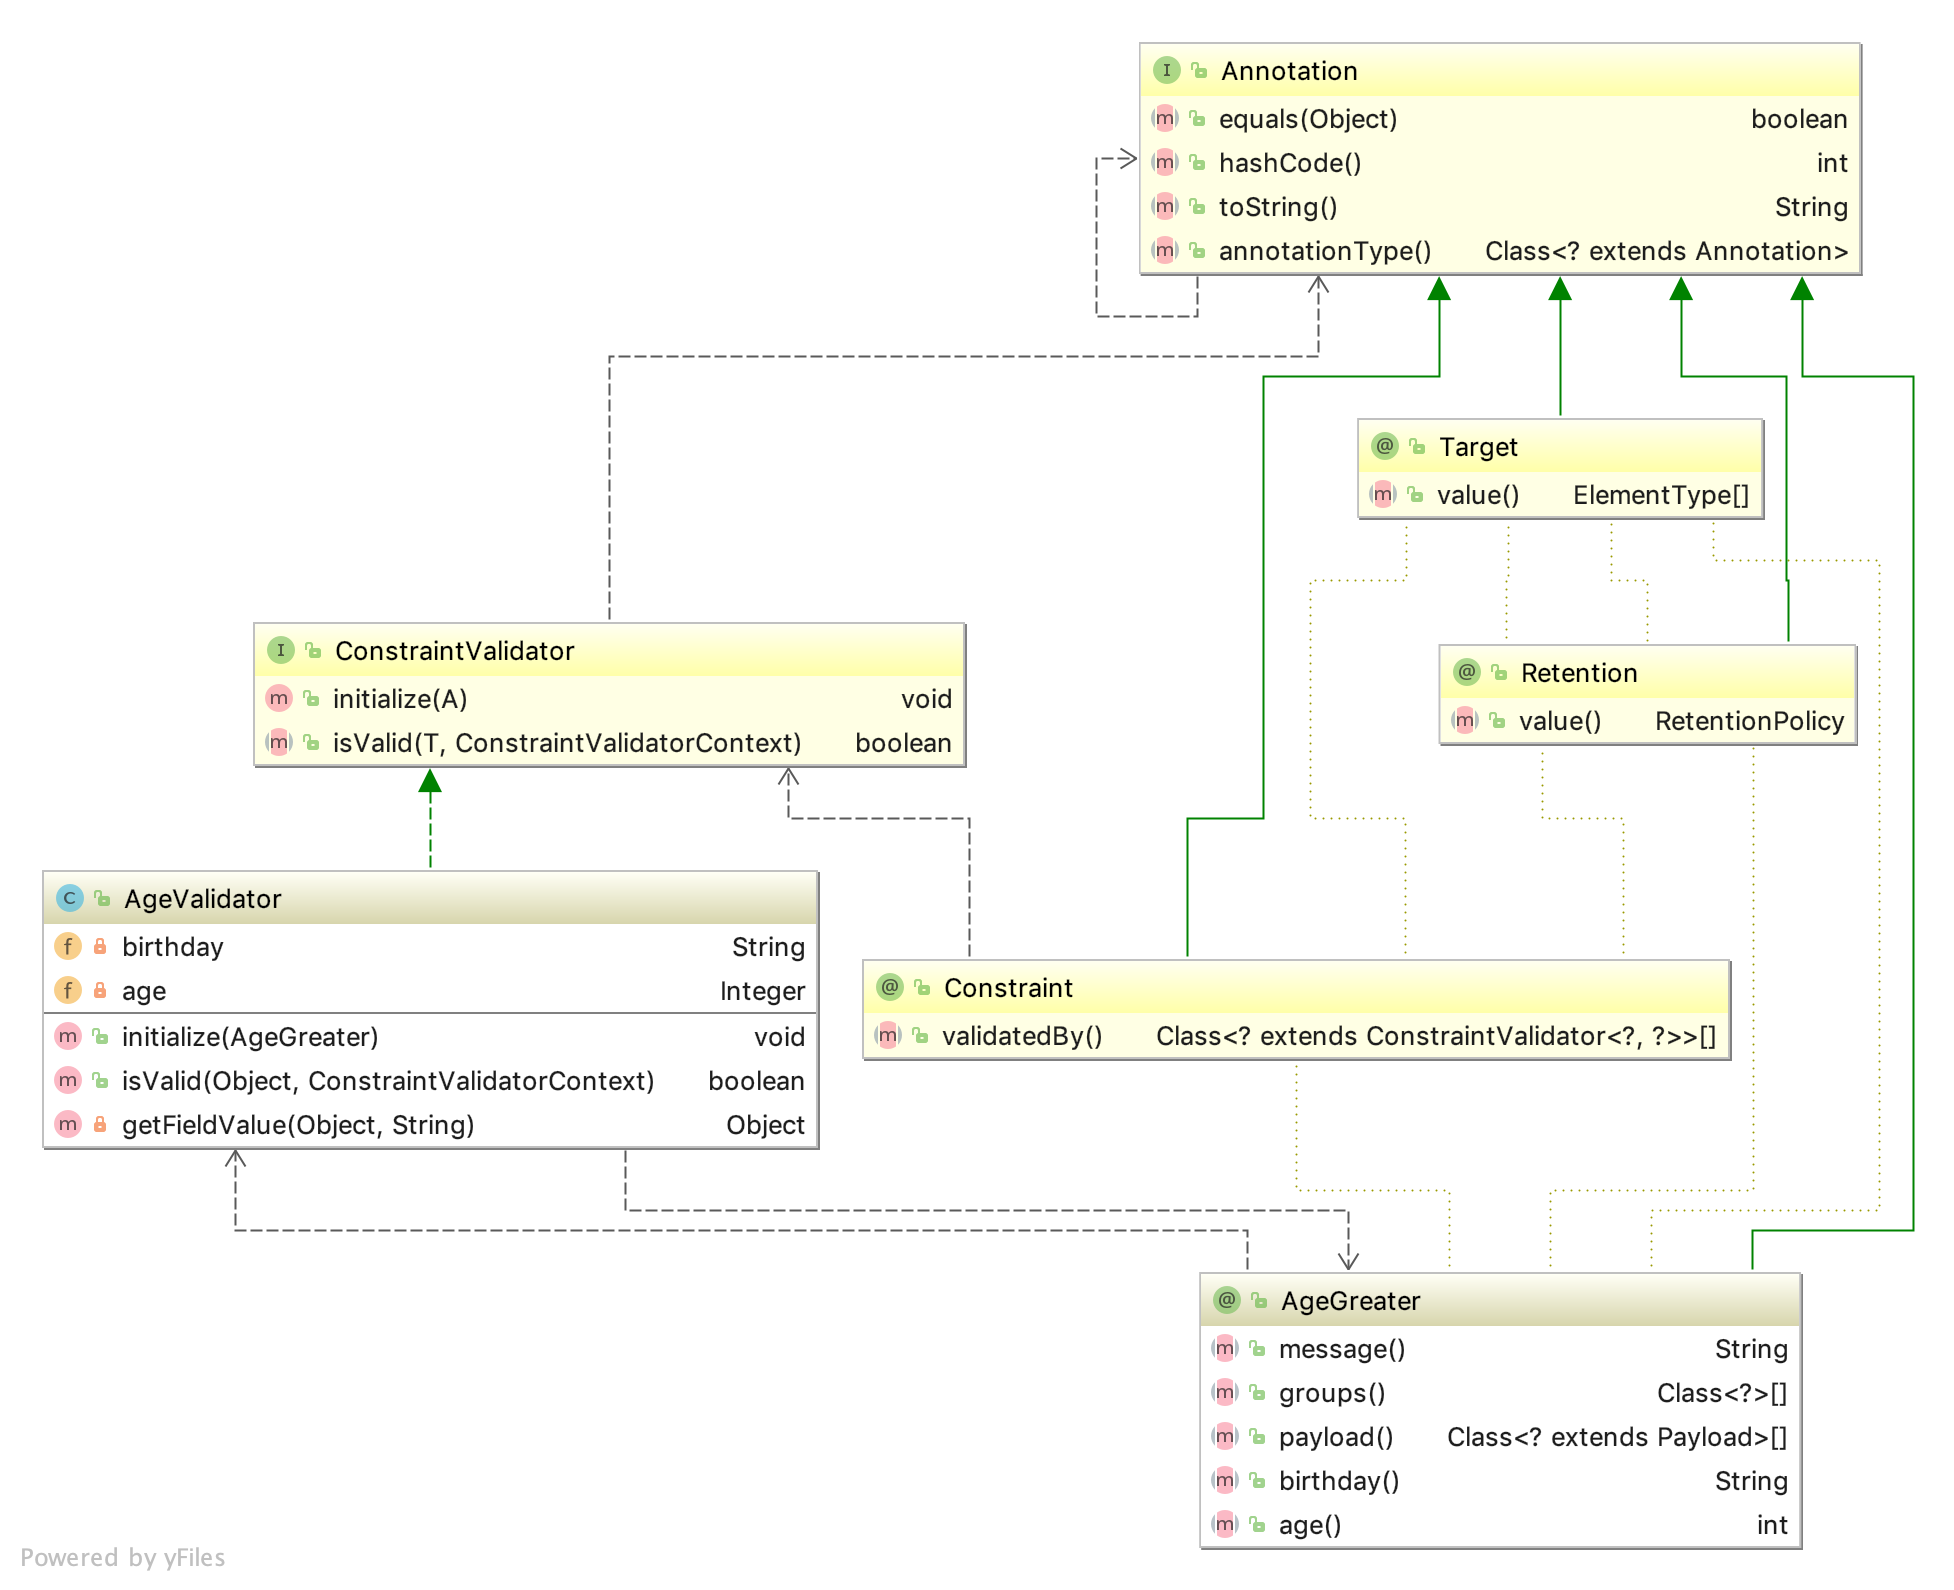 Annotation
equals(Object) boolean
hashCode() int
toString() String
annotationType() Class<? extends Annotation>
Target
value() ElementType[]
ConstraintValidator
initialize(A) void
isValid(T, ConstraintValidatorContext) boolean
Retention
value() RetentionPolicy
AgeValidator
birthday String
age Integer
initialize(AgeGreater) void
isValid(Object, ConstraintValidatorContext) boolean
getFieldValue(Object, String) Object
Constraint
validatedBy() Class<? extends ConstraintValidator<?, ?>>[]
AgeGreater
message() String
groups() Class<?>[]
payload() Class<? extends Payload>[]
birthday() String
age() int
Powered by yFiles